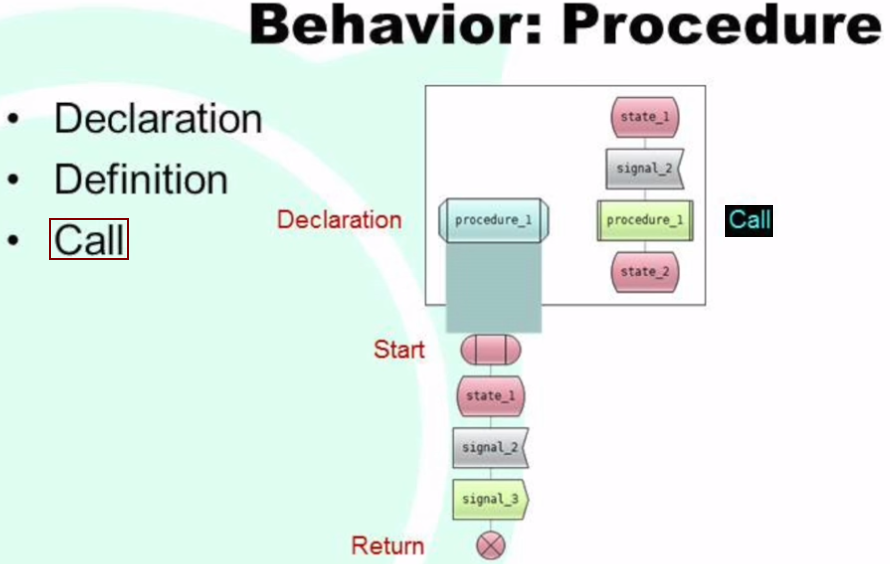 Behavior: Procedure
• Declaration
• Definition
• Call
state_1
signal_2
Declaration
procedure_1
procedure_1
Call
state_2
Start
state_1
signal_2
signal_3
Return